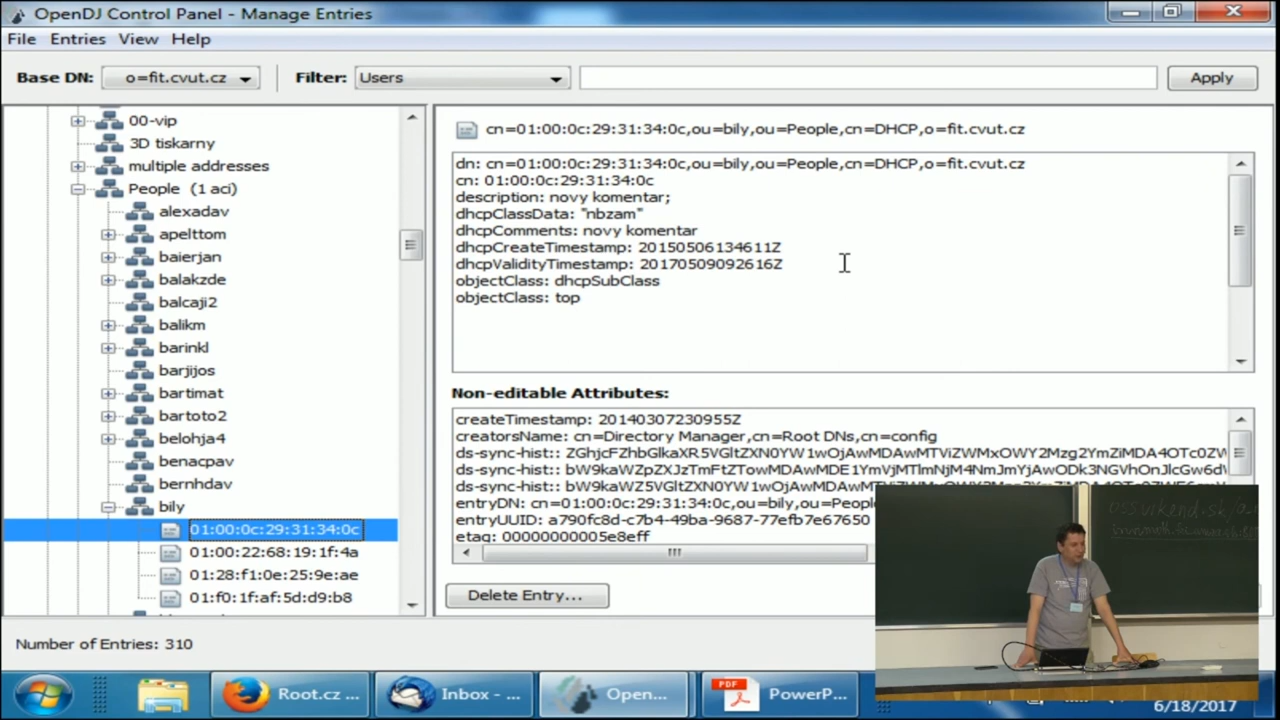 OpenDJ Control Panel - Manage Entries
File Entries View Help
Base DN: o=fit.cvut.cz Filter: Users Apply
00-vip
3D tiskarny
multiple addresses
People (1 aci)
alexadav
apelttom
baierjan
balakzde
balcaji2
balikm
barinkl
barjijos
bartimat
bartoto2
belohja4
benacpav
bernhdav
bily
01:00:0c:29:31:34:0c
01:00:22:68:19:1f:4a
01:28:f1:0e:25:9e:ae
01:f0:1f:af:5d:d9:b8
cn=01:00:0c:29:31:34:0c,ou=bily,ou=People,cn=DHCP,o=fit.cvut.cz
dn: cn=01:00:0c:29:31:34:0c,ou=bily,ou=People,cn=DHCP,o=fit.cvut.cz
cn: 01:00:0c:29:31:34:0c
description: novy komentar;
dhcpClassData: "nbzam"
dhcpComments: novy komentar
dhcpCreateTimestamp: 20150506134611Z
dhcpValidityTimestamp: 20170509092616Z
objectClass: dhcpSubClass
objectClass: top
Non-editable Attributes:
createTimestamp: 20140307230955Z
creatorsName: cn=Directory Manager,cn=Root DNs,cn=config
ds-sync-hist::
ds-sync-hist::
entryDN: cn=01:00:0c:29:31:34:0c,ou=bily,ou=Peop
entryUUID: a790fc8d-c7b4-49ba-9687-77efb7e67650
etag: 00000000005e8eff
Delete Entry...
Number of Entries: 310
Root.cz ... Inbox - ... Open... PDF PowerP...
6/18/2017